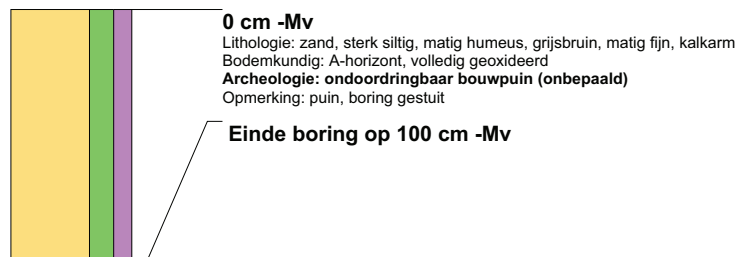 0 cm -Mv
Lithologie: zand, sterk siltig, matig humeus, grijsbruin, matig fijn, kalkarm
Bodemkundig: A-horizont, volledig geoxideerd
Archeologie: ondoordringbaar bouwpuin (onbepaald)
Opmerking: puin, boring gestuit
Einde boring op 100 cm -Mv